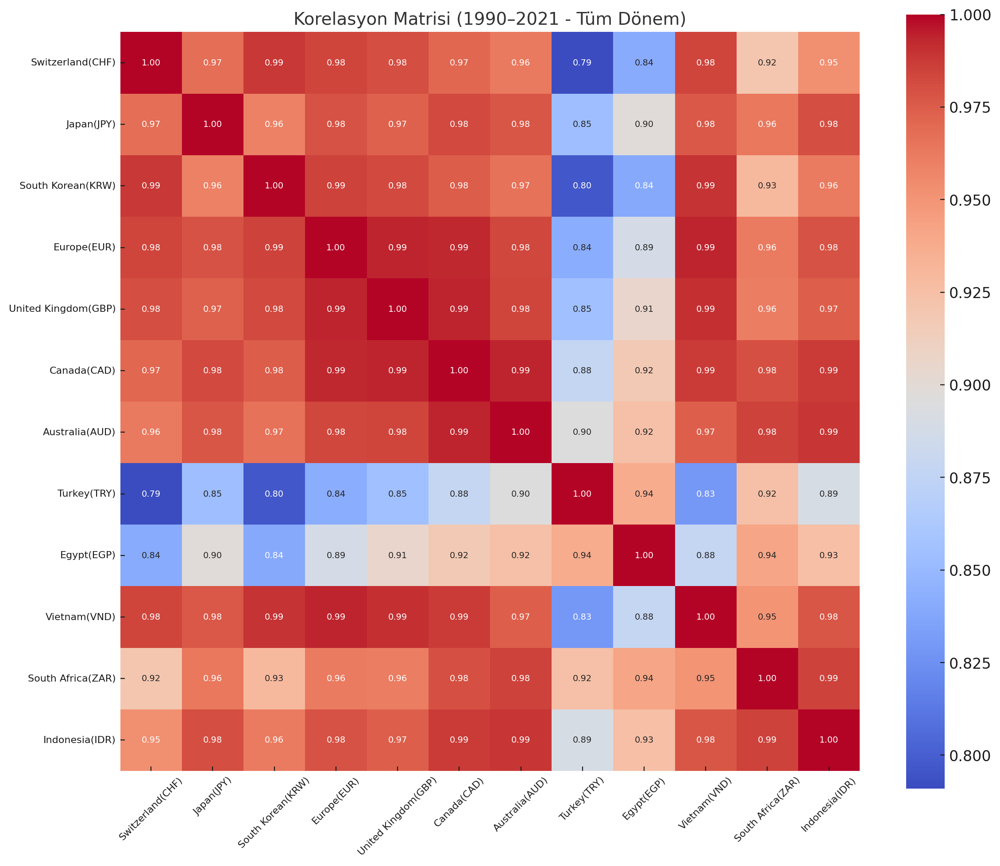 Korelasyon Matrisi (1990–2021 - Tüm Dönem)
Switzerland(CHF) 1.00 0.97 0.99 0.98 0.98 0.97 0.96 0.79 0.84 0.98 0.92 0.95
Japan(JPY) 0.97 1.00 0.96 0.98 0.97 0.98 0.98 0.85 0.90 0.98 0.96 0.98
South Korean(KRW) 0.99 0.96 1.00 0.99 0.98 0.98 0.97 0.80 0.84 0.99 0.93 0.96
Europe(EUR) 0.98 0.98 0.99 1.00 0.99 0.99 0.98 0.84 0.89 0.99 0.96 0.98
United Kingdom(GBP) 0.98 0.97 0.98 0.99 1.00 0.99 0.98 0.85 0.91 0.99 0.96 0.97
Canada(CAD) 0.97 0.98 0.98 0.99 0.99 1.00 0.99 0.88 0.92 0.99 0.98 0.99
Australia(AUD) 0.96 0.98 0.97 0.98 0.98 0.99 1.00 0.90 0.92 0.97 0.98 0.99
Turkey(TRY) 0.79 0.85 0.80 0.84 0.85 0.88 0.90 1.00 0.94 0.83 0.92 0.89
Egypt(EGP) 0.84 0.90 0.84 0.89 0.91 0.92 0.92 0.94 1.00 0.88 0.94 0.93
Vietnam(VND) 0.98 0.98 0.99 0.99 0.99 0.99 0.97 0.83 0.88 1.00 0.95 0.98
South Africa(ZAR) 0.92 0.96 0.93 0.96 0.96 0.98 0.98 0.92 0.94 0.95 1.00 0.99
Indonesia(IDR) 0.95 0.98 0.96 0.98 0.97 0.99 0.99 0.89 0.93 0.98 0.99 1.00
Switzerland(CHF)
Japan(JPY)
South Korean(KRW)
Europe(EUR)
United Kingdom(GBP)
Canada(CAD)
Australia(AUD)
Turkey(TRY)
Egypt(EGP)
Vietnam(VND)
South Africa(ZAR)
Indonesia(IDR)
1.000
0.975
0.950
0.925
0.900
0.875
0.850
0.825
0.800